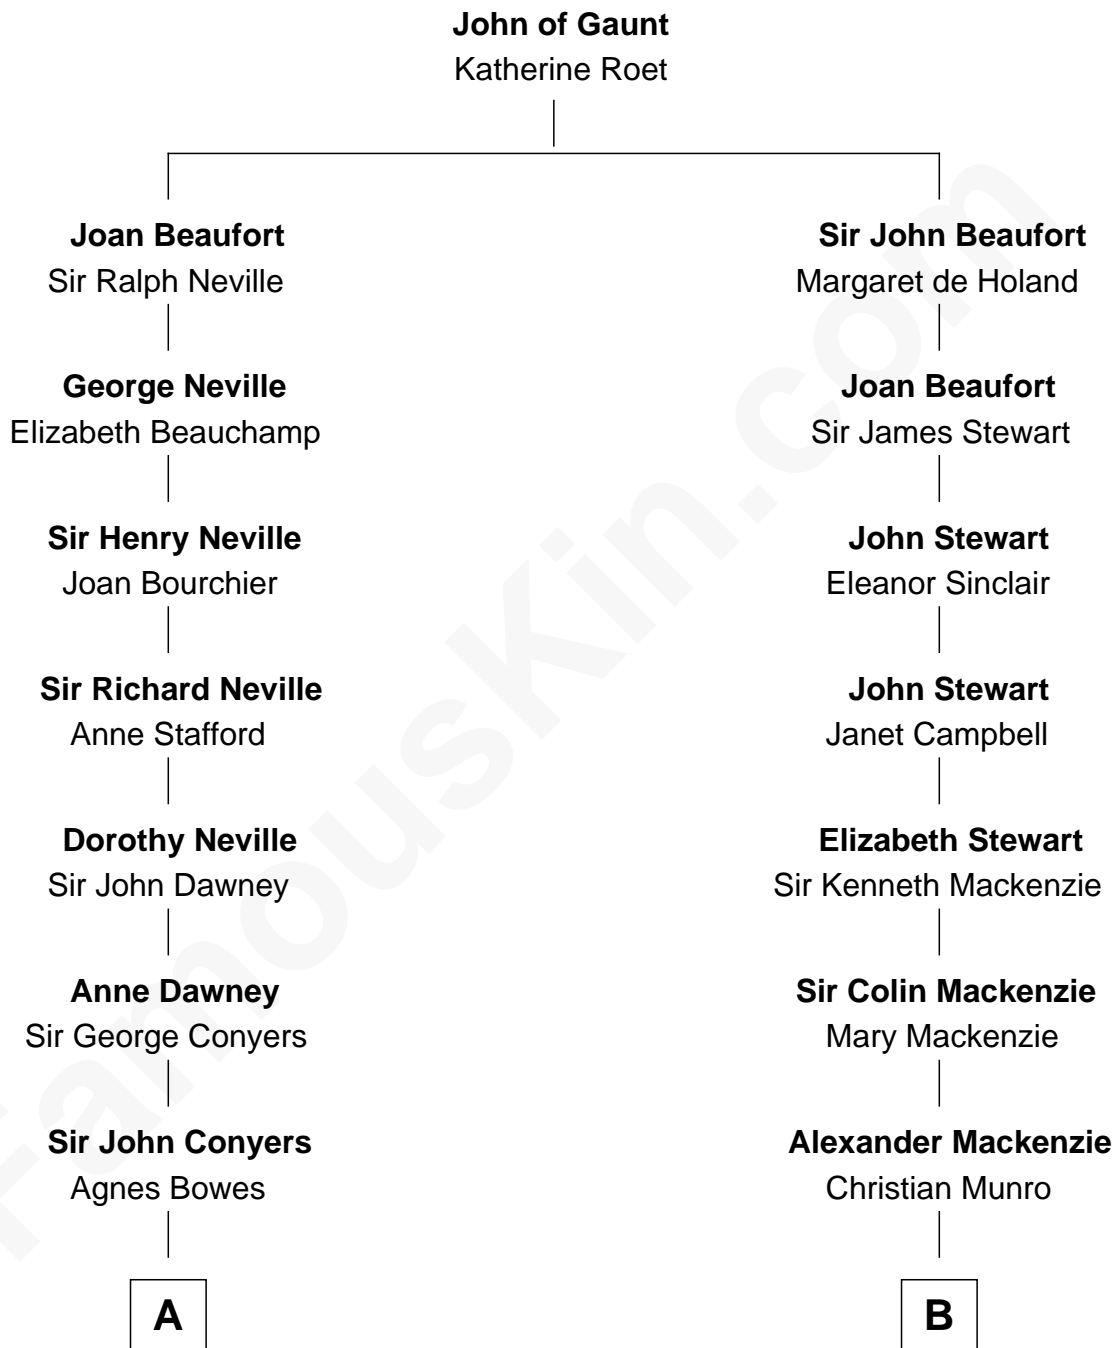 John of Gaunt
Katherine Roet
Joan Beaufort
Sir Ralph Neville
George Neville
Elizabeth Beauchamp
Sir Henry Neville
Joan Bourchier
Sir Richard Neville
Anne Stafford
Dorothy Neville
Sir John Dawney
Anne Dawney
Sir George Conyers
Sir John Conyers
Agnes Bowes
A
Sir John Beaufort
Margaret de Holand
Joan Beaufort
Sir James Stewart
John Stewart
Eleanor Sinclair
John Stewart
Janet Campbell
Elizabeth Stewart
Sir Kenneth Mackenzie
Sir Colin Mackenzie
Mary Mackenzie
Alexander Mackenzie
Christian Munro
B
FamousKin.com